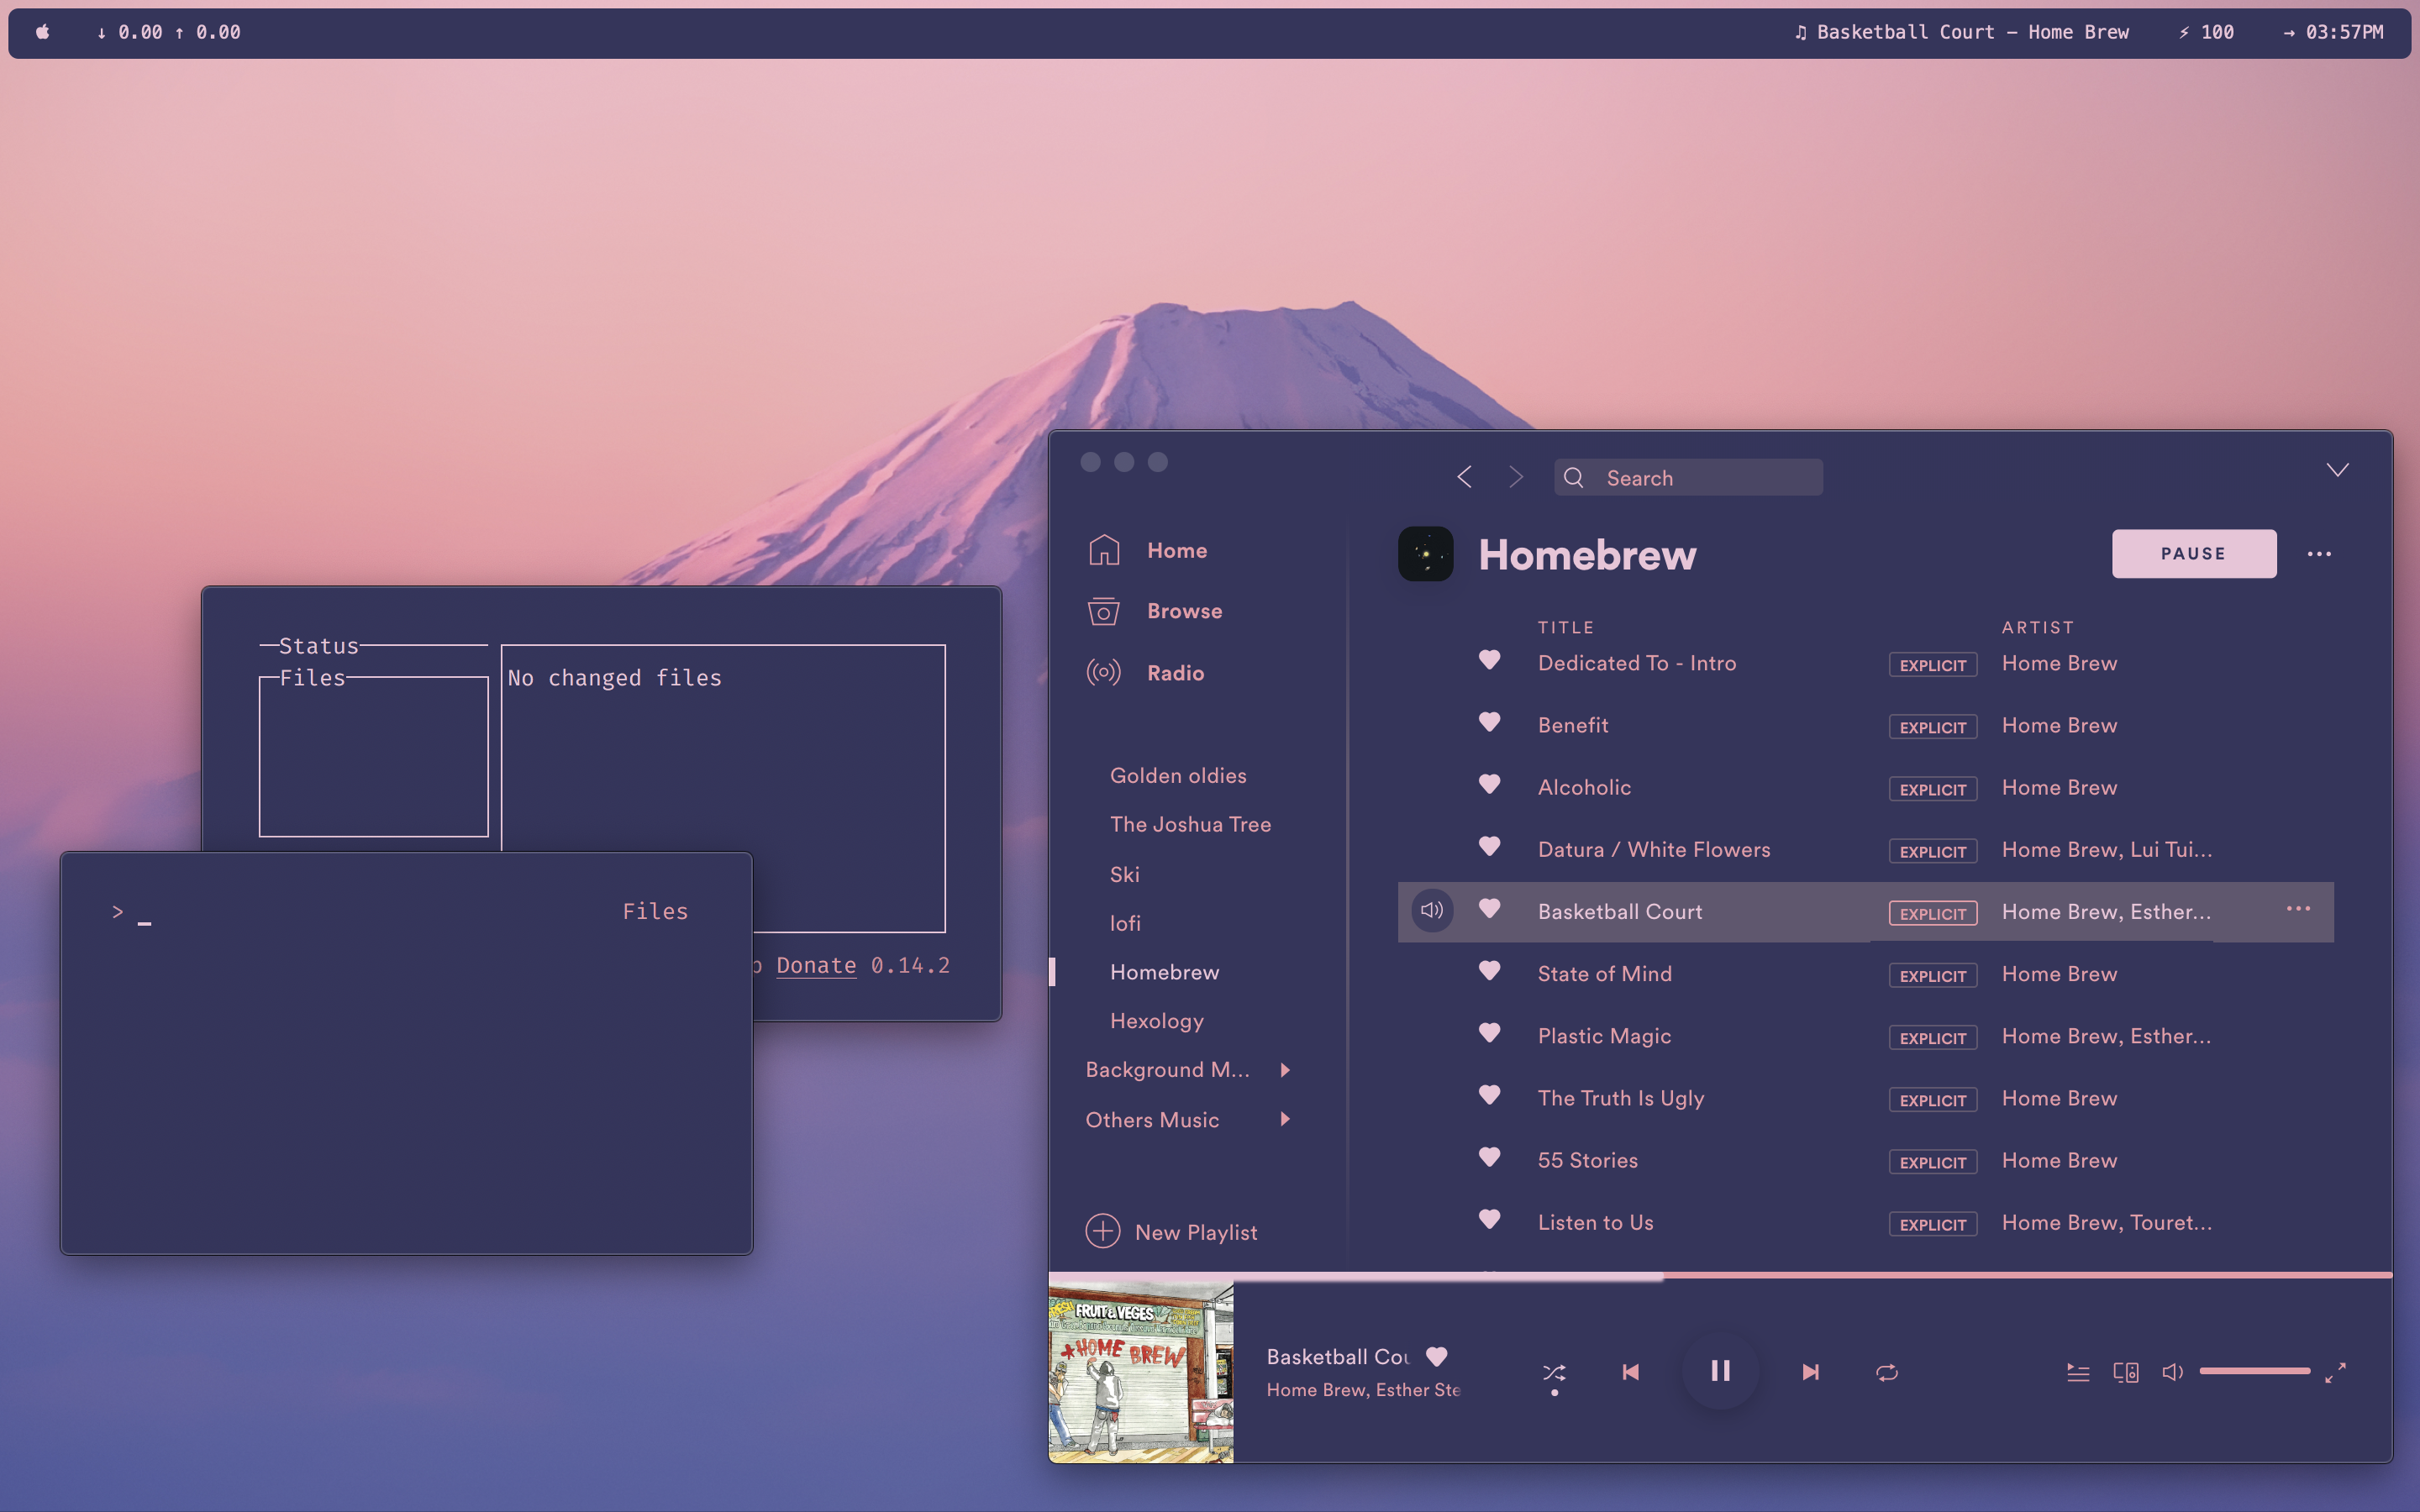 ↓ 0.00 ↑ 0.00
♫ Basketball Court – Home Brew ⚡ 100 → 03:57PM
Status
Files
No changed files
Donate 0.14.2
> _ Files
Search
Home
Browse
Radio
Golden oldies
The Joshua Tree
Ski
lofi
Homebrew
Hexology
Background M...
Others Music
New Playlist
Homebrew
PAUSE
TITLE ARTIST
Dedicated To - Intro EXPLICIT Home Brew
Benefit EXPLICIT Home Brew
Alcoholic EXPLICIT Home Brew
Datura / White Flowers EXPLICIT Home Brew, Lui Tui...
Basketball Court EXPLICIT Home Brew, Esther...
State of Mind EXPLICIT Home Brew
Plastic Magic EXPLICIT Home Brew, Esther...
The Truth Is Ugly EXPLICIT Home Brew
55 Stories EXPLICIT Home Brew
Listen to Us EXPLICIT Home Brew, Touret...
FRESH FRUIT & VEGES
HOME BREW
Basketball Cou
Home Brew, Esther Ste